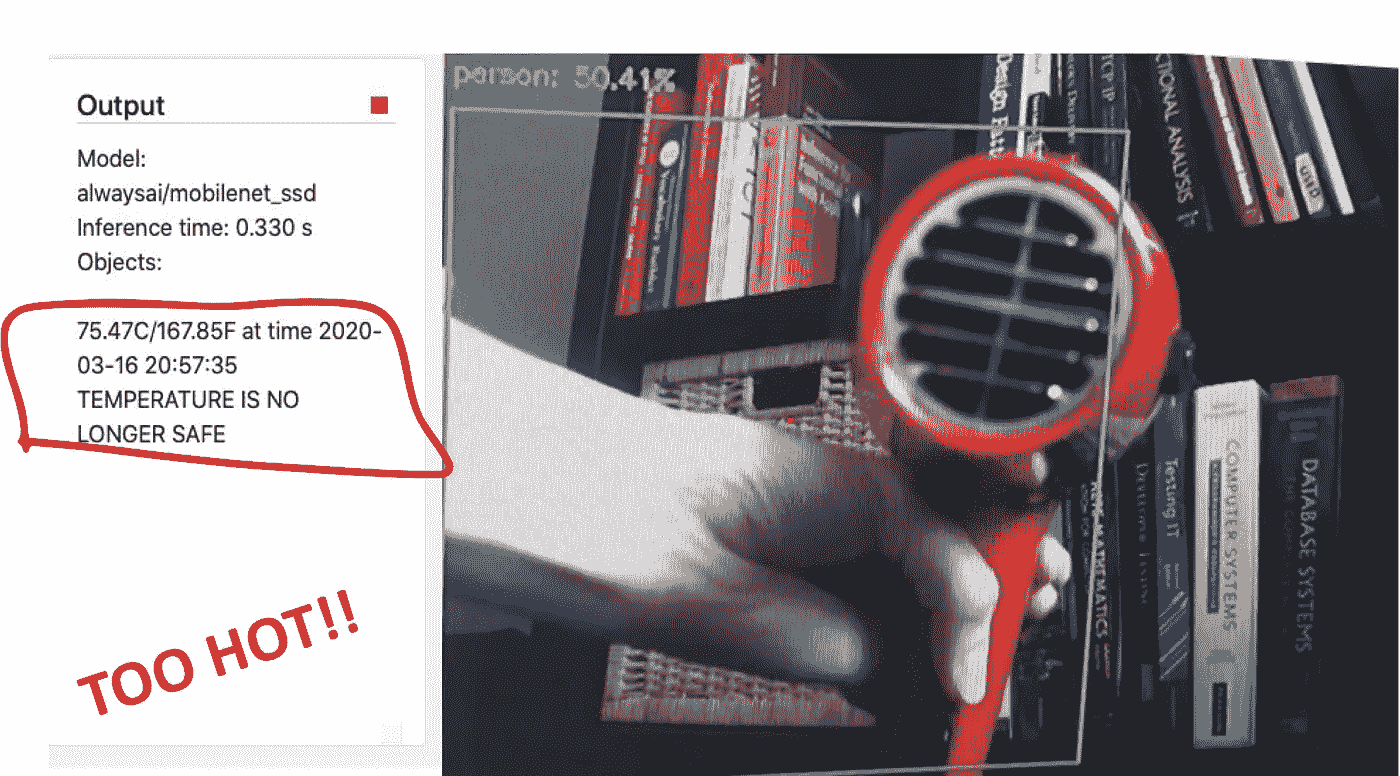 Output
Model:
alwaysai/mobilenet_ssd
Inference time: 0.330 s
Objects:
75.47C/167.85F at time 2020-
03-16 20:57:35
TEMPERATURE IS NO
LONGER SAFE
TOO HOT!!
person: 50.41%
Design
TCP IP
CTIONAL ANALYSIS
USED
MATHEMATICS
Testing IT
COMPUTER SYSTEMS
DATABASE SYSTEMS